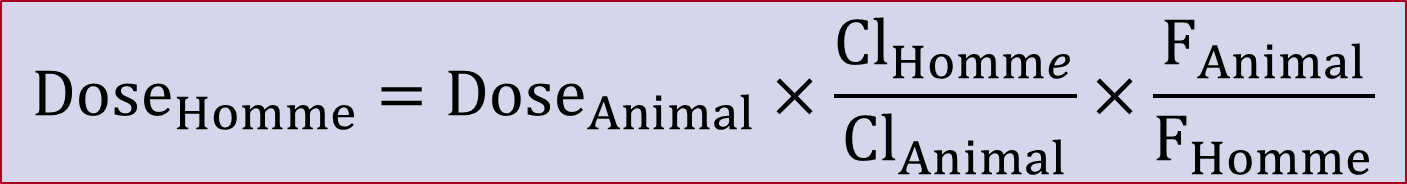 Dose_Homme = Dose_Animal × Cl_Homme / Cl_Animal × F_Animal / F_Homme